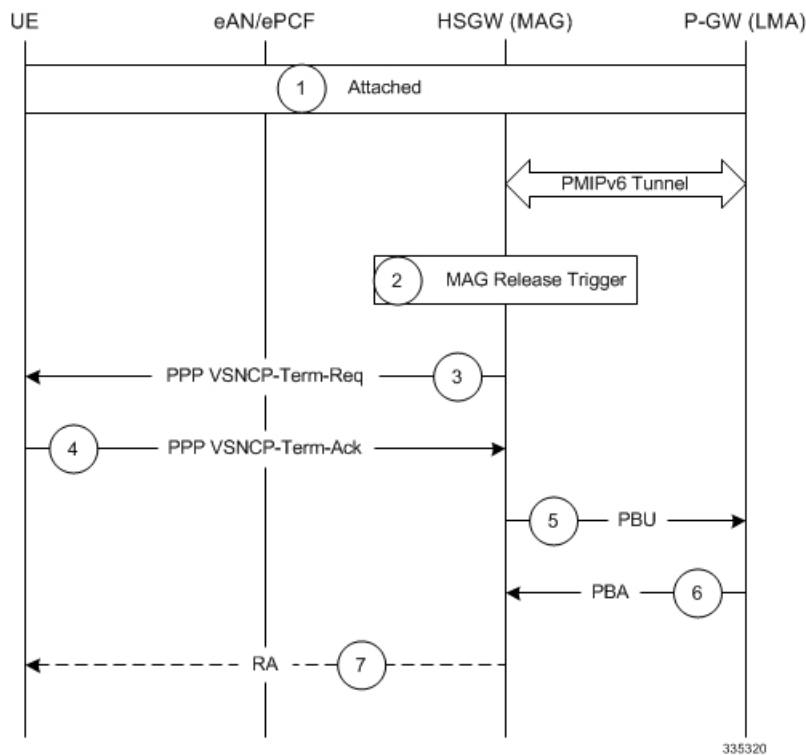 UE eAN/ePCF HSGW (MAG) P-GW (LMA)
1 Attached
PMIPv6 Tunnel
2 MAG Release Trigger
PPP VSNCP-Term-Req 3
4 PPP VSNCP-Term-Ack
5 PBU
PBA 6
RA 7
335320